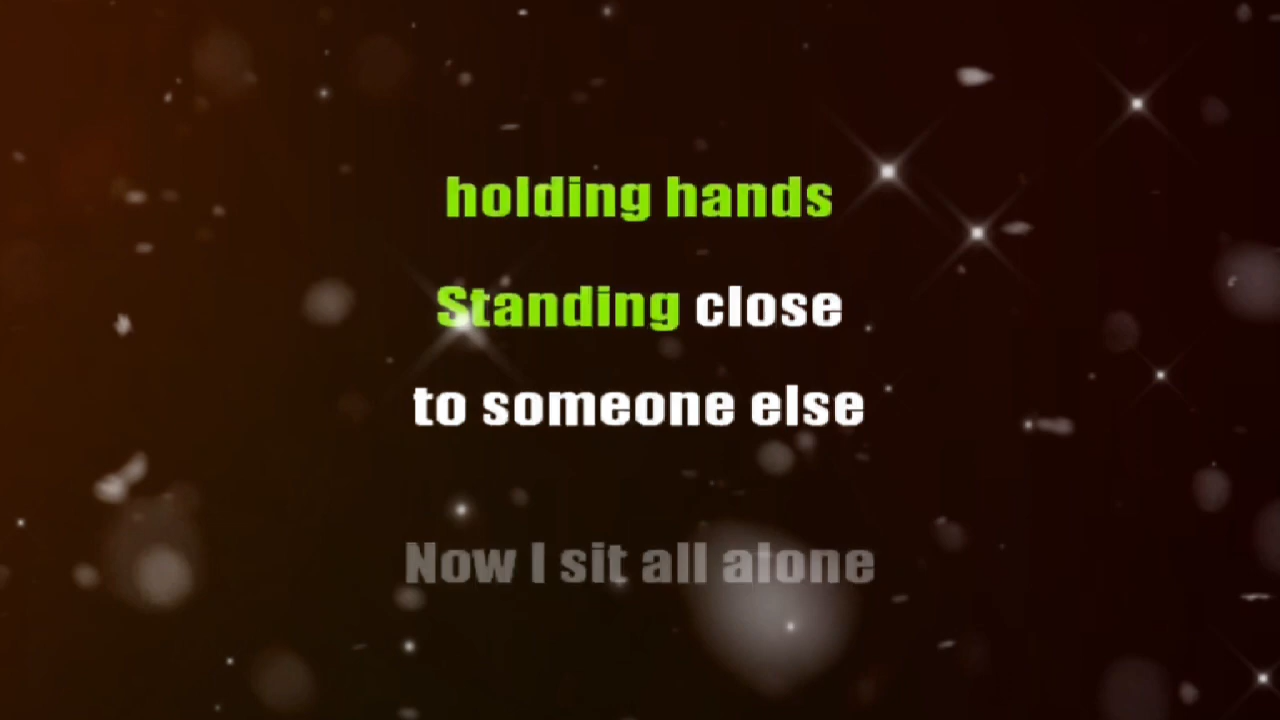 holding hands
Standing close
to someone else
Now I sit all alone